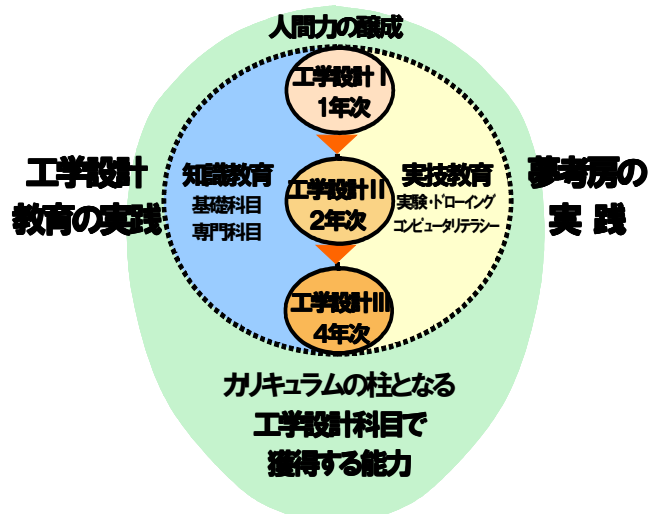 人間力の醸成
工学設計Ⅰ
1年次
工学設計
教育の実践
知識教育
基礎科目
専門科目
工学設計Ⅱ
2年次
実技教育
実験・ドローイング
コンピュータリテラシー
夢考房の
実 践
工学設計Ⅲ
4年次
カリキュラムの柱となる
工学設計科目で
獲得する能力